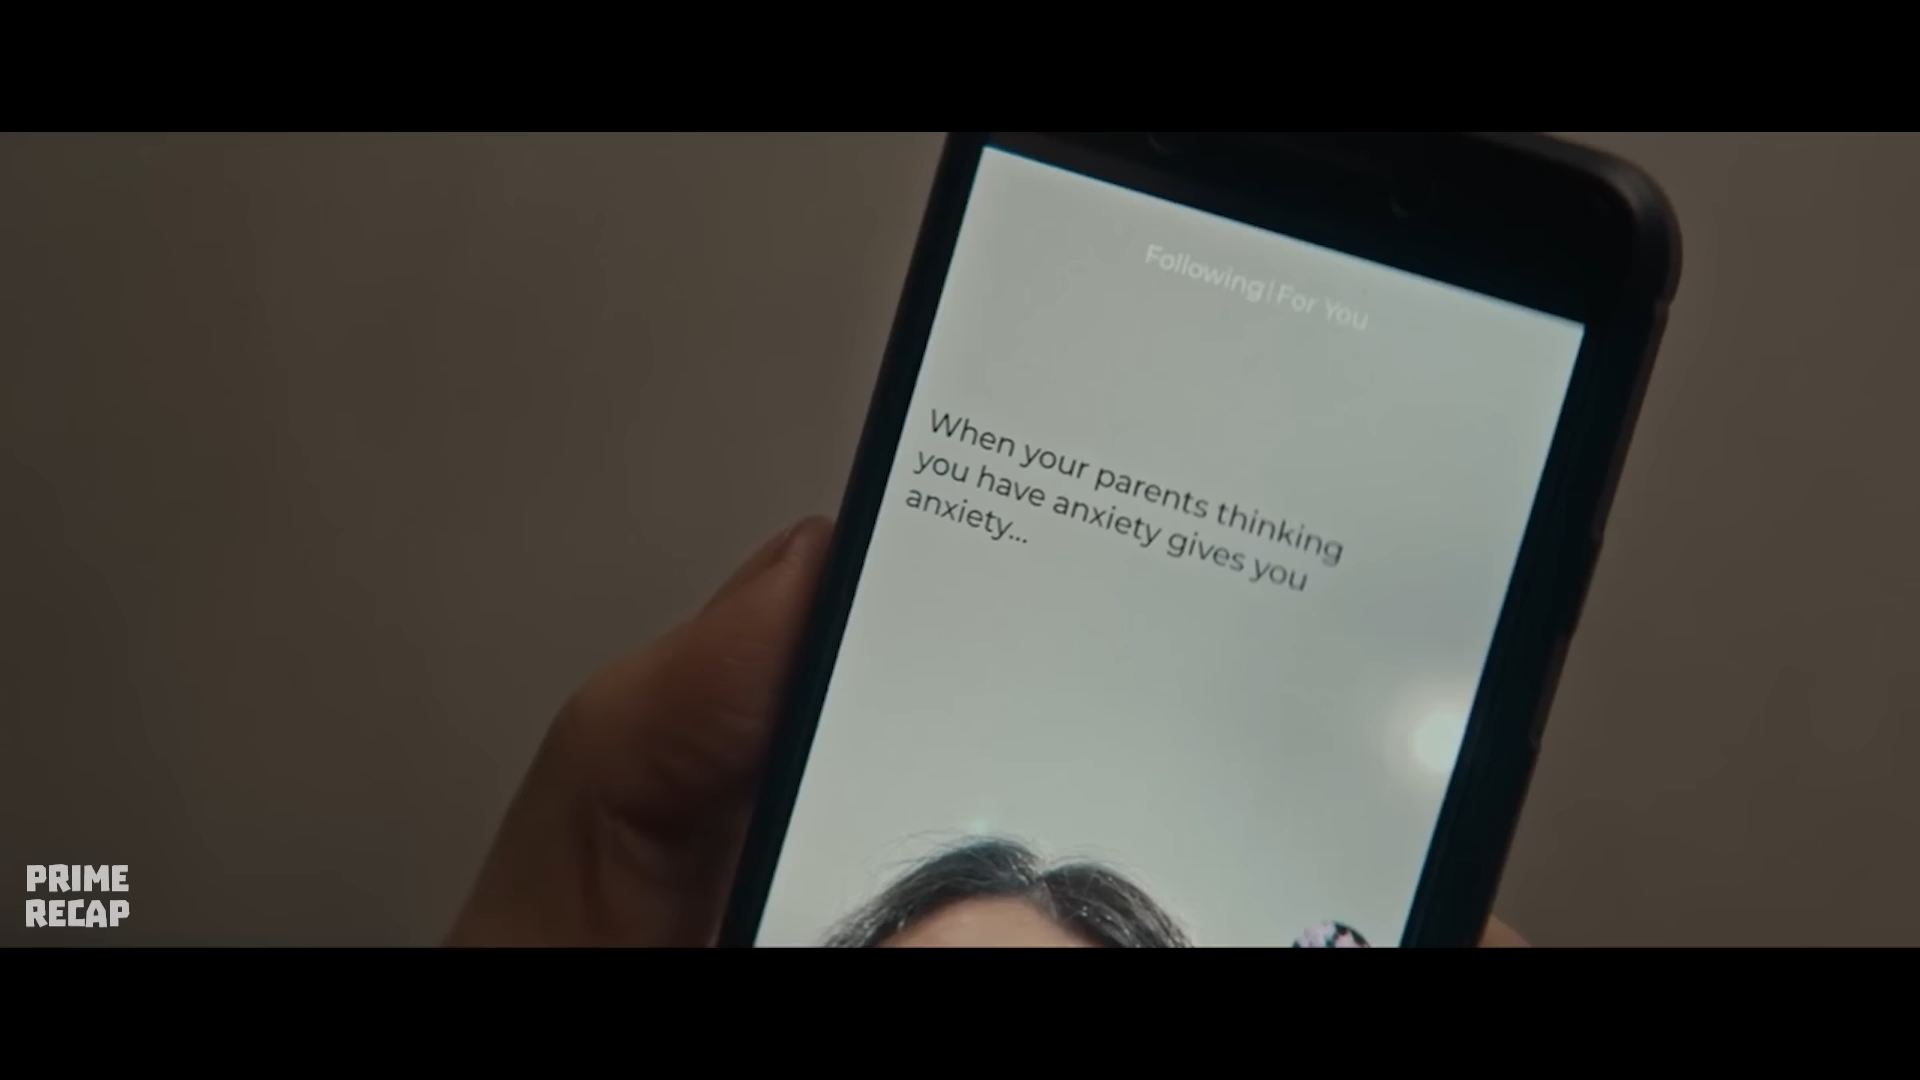 Following|For You
When your parents thinking
you have anxiety gives you
anxiety...
PRIME
RECAP